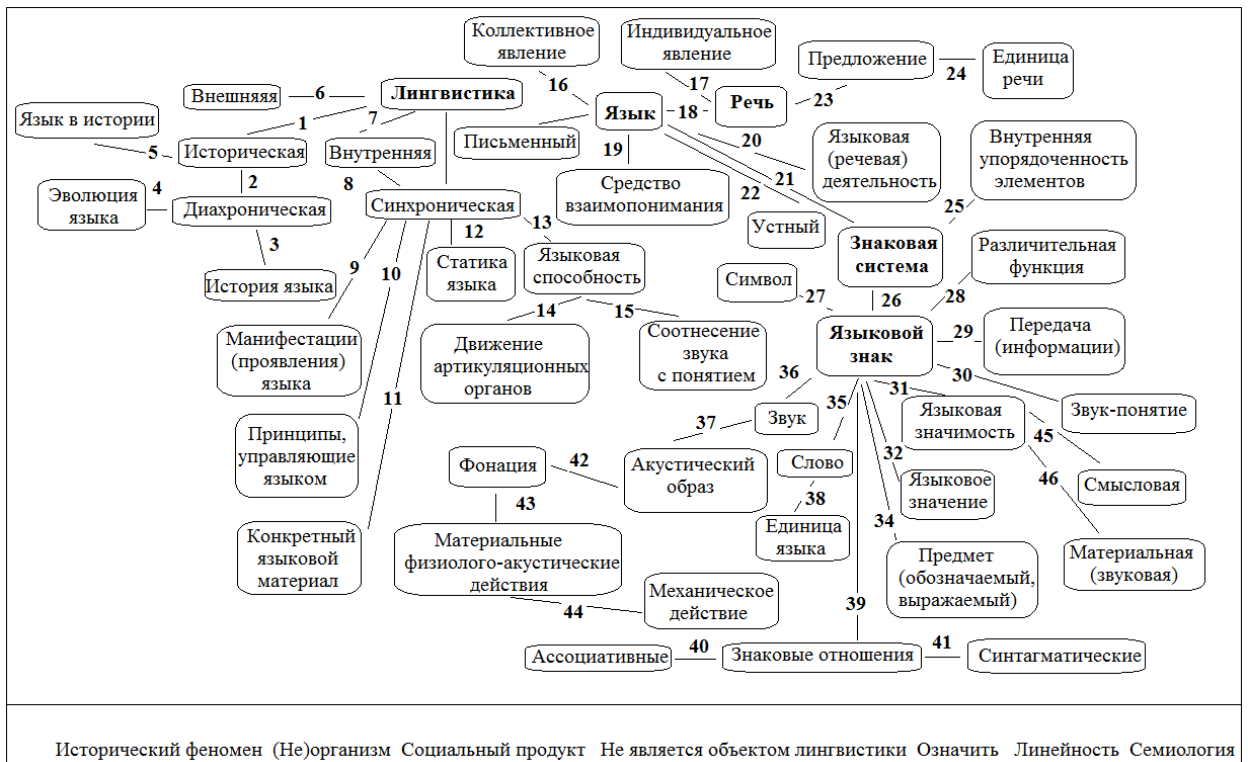 Коллективное
явление
Индивидуальное
явление
Предложение
24
Единица
речи
16
17
23
Внешняяя
6
Лингвистика
Язык
18
Речь
Язык в истории
1
7
20
5
Историческая
Внутренняя
Письменный
19
Языковая
(речевая)
деятельность
Внутренняя
упорядоченность
элементов
2
8
21
22
4
Эволюция
языка
Диахроническая
Синхроническая
Средство
взаимопонимания
Устный
25
3
13
12
Знаковая
система
9
10
Статика
языка
Языковая
способность
Различительная
функция
История языка
Символ
27
26
28
14
15
Манифестации
(проявления)
языка
11
Движение
артикуляционных
органов
Соотнесение
звука
с понятием
Языковой
знак
29
Передача
(информации)
36
31
30
35
Принципы,
управляющие
языком
37
Звук
Языковая
значимость
Звук-понятие
45
Фонация
42
Акустический
образ
Слово
32
46
38
Языковое
значение
Смысловая
43
34
Конкретный
языковой
материал
Материальные
физиолого-акустические
действия
Единица
языка
Предмет
(обозначаемый,
выражаемый)
Материальная
(звуковая)
44
Механическое
действие
39
Ассоциативные
40
Знаковые отношения
41
Синтагматические
Исторический феномен (Не)организм Социальный продукт Не является объектом лингвистики Означить Линейность Семиология